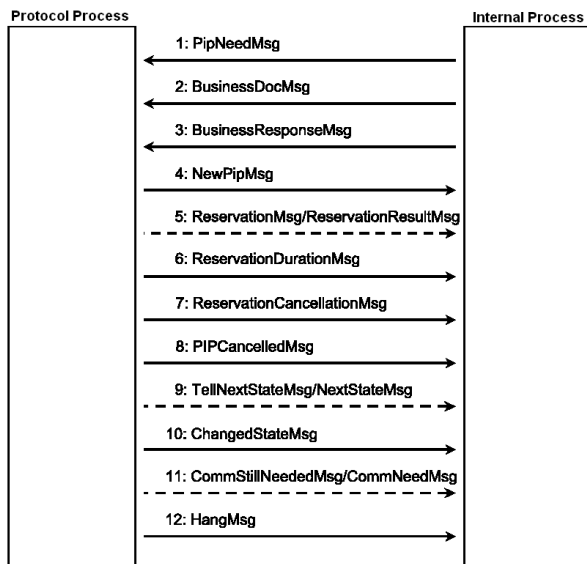 Protocol Process
Internal Process
1: PipNeedMsg
2: BusinessDocMsg
3: BusinessResponseMsg
4: NewPipMsg
5: ReservationMsg/ReservationResultMsg
6: ReservationDurationMsg
7: ReservationCancellationMsg
8: PIPCancelledMsg
9: TellNextStateMsg/NextStateMsg
10: ChangedStateMsg
11: CommStillNeededMsg/CommNeedMsg
12: HangMsg